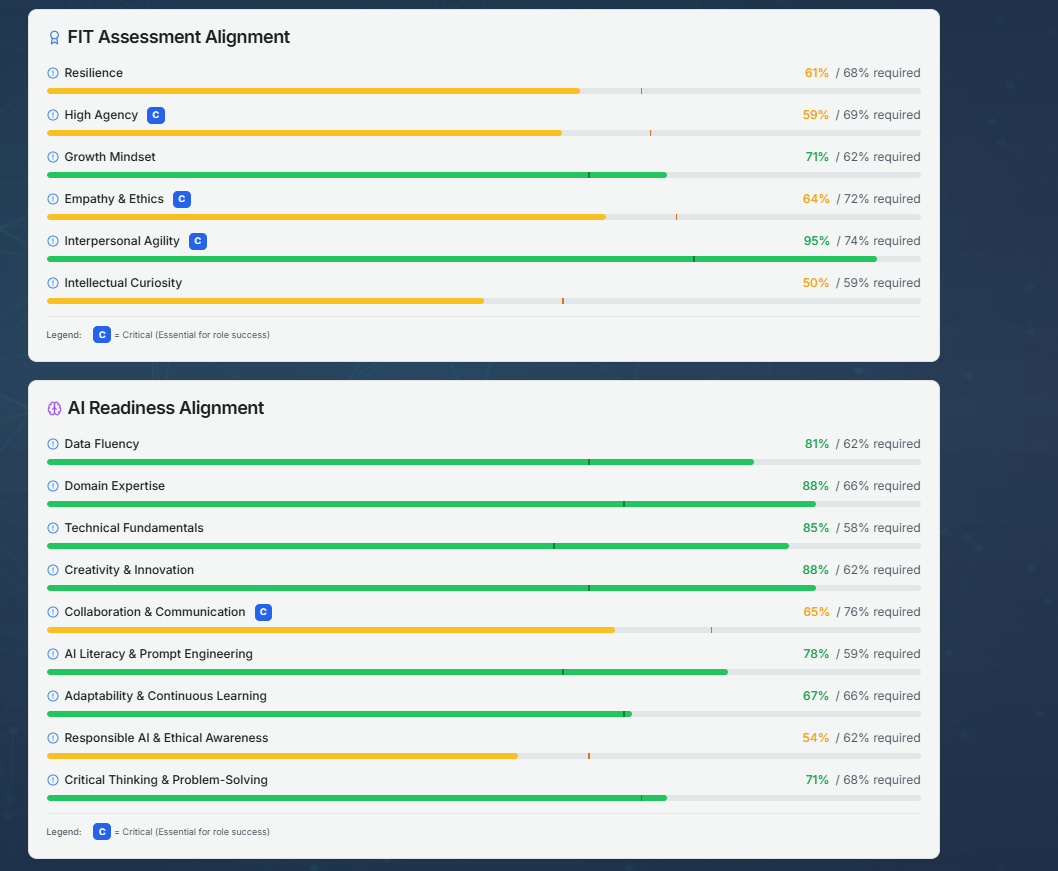 FIT Assessment Alignment
Resilience 61% / 68% required
High Agency C 59% / 69% required
Growth Mindset 71% / 62% required
Empathy & Ethics C 64% / 72% required
Interpersonal Agility C 95% / 74% required
Intellectual Curiosity 50% / 59% required
Legend: C = Critical (Essential for role success)
AI Readiness Alignment
Data Fluency 81% / 62% required
Domain Expertise 88% / 66% required
Technical Fundamentals 85% / 58% required
Creativity & Innovation 88% / 62% required
Collaboration & Communication C 65% / 76% required
AI Literacy & Prompt Engineering 78% / 59% required
Adaptability & Continuous Learning 67% / 66% required
Responsible AI & Ethical Awareness 54% / 62% required
Critical Thinking & Problem-Solving 71% / 68% required
Legend: C = Critical (Essential for role success)